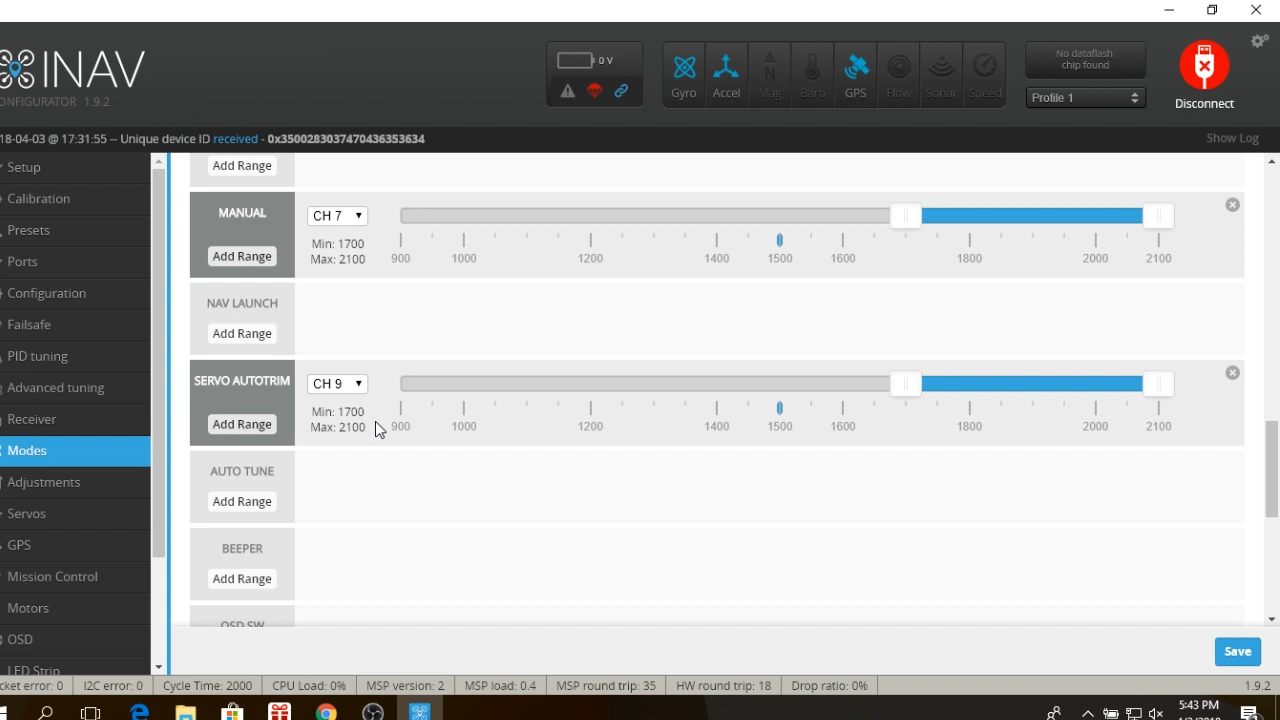 INAV
CONFIGURATOR 1.9.2
0 V
Gyro Accel Mag Baro GPS Flow Sonar Speed
No dataflash
chip found
Profile 1
Disconnect
18-04-03 @ 17:31:55 -- Unique device ID received - 0x3500283037470436353634
Show Log
Setup
Calibration
Presets
Ports
Configuration
Failsafe
PID tuning
Advanced tuning
Receiver
Modes
Adjustments
Servos
GPS
Mission Control
Motors
OSD
LED Strip
Add Range
MANUAL
Add Range
CH 7
Min: 1700
Max: 2100
900 1000 1200 1400 1500 1600 1800 2000 2100
NAV LAUNCH
Add Range
SERVO AUTOTRIM
Add Range
CH 9
Min: 1700
Max: 2100
900 1000 1200 1400 1500 1600 1800 2000 2100
AUTO TUNE
Add Range
BEEPER
Add Range
OSD SW
Save
cket error: 0 I2C error: 0 Cycle Time: 2000 CPU Load: 0% MSP version: 2 MSP load: 0.4 MSP round trip: 35 HW round trip: 18 Drop ratio: 0% 1.9.2
5:43 PM